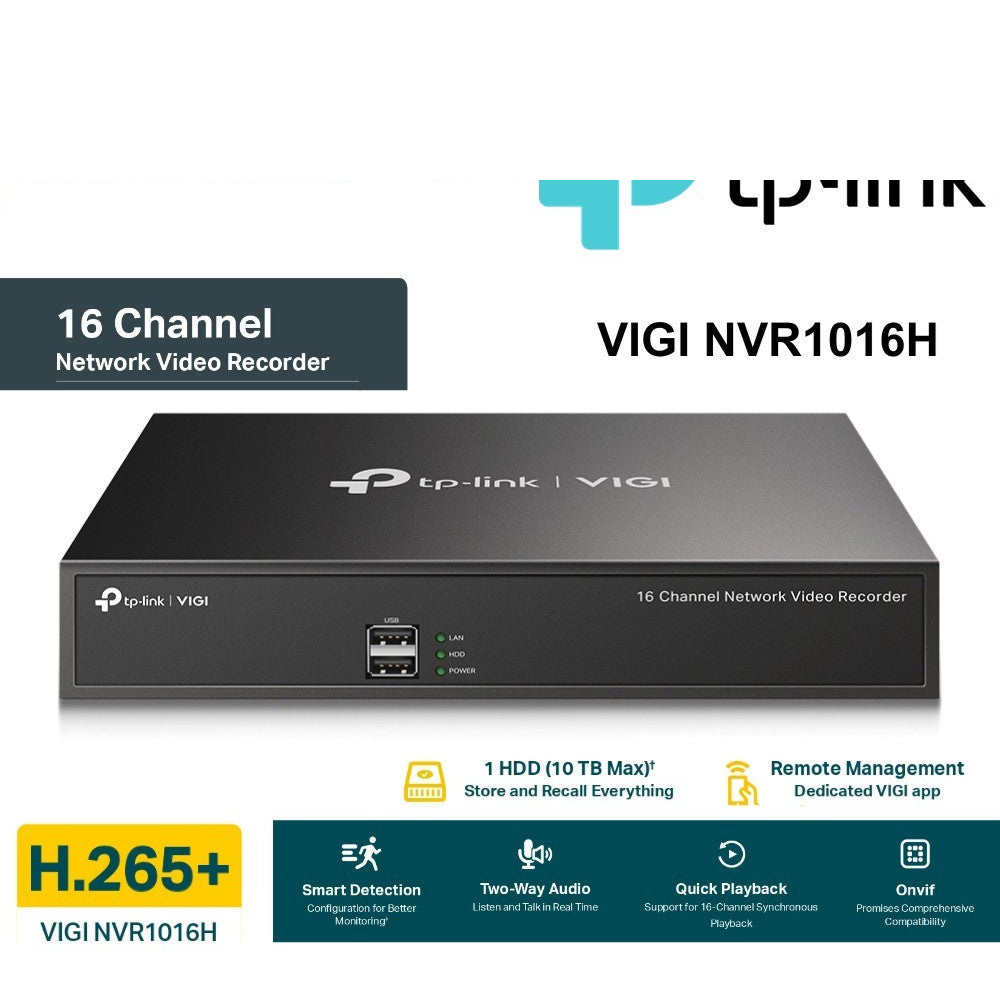 tp-link
16 Channel
Network Video Recorder
VIGI NVR1016H
tp-link | VIGI
tp-link | VIGI
16 Channel Network Video Recorder
USB
LAN
HDD
POWER
1 HDD (10 TB Max)†
Store and Recall Everything
Remote Management
Dedicated VIGI app
H.265+
VIGI NVR1016H
Smart Detection
Configuration for Better
Monitoring†
Two-Way Audio
Listen and Talk in Real Time
Quick Playback
Support for 16-Channel Synchronous
Playback
Onvif
Promises Comprehensive
Compatibility